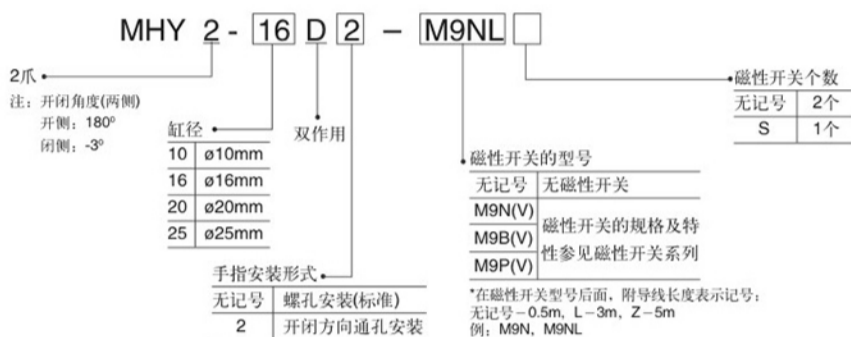 MHY 2 - 16 D 2 - M9NL
2爪
注：开闭角度(两侧)
开侧：180º
闭侧：-3º
缸径
10 ø10mm
16 ø16mm
20 ø20mm
25 ø25mm
双作用
手指安装形式
无记号 螺孔安装(标准)
2 开闭方向通孔安装
磁性开关的型号
无记号 无磁性开关
M9N(V)
M9B(V)
M9P(V)
磁性开关的规格及特
性参见磁性开关系列
*在磁性开关型号后面，附导线长度表示记号：
无记号－0.5m, L－3m, Z－5m
例：M9N, M9NL
磁性开关个数
无记号 2个
S 1个